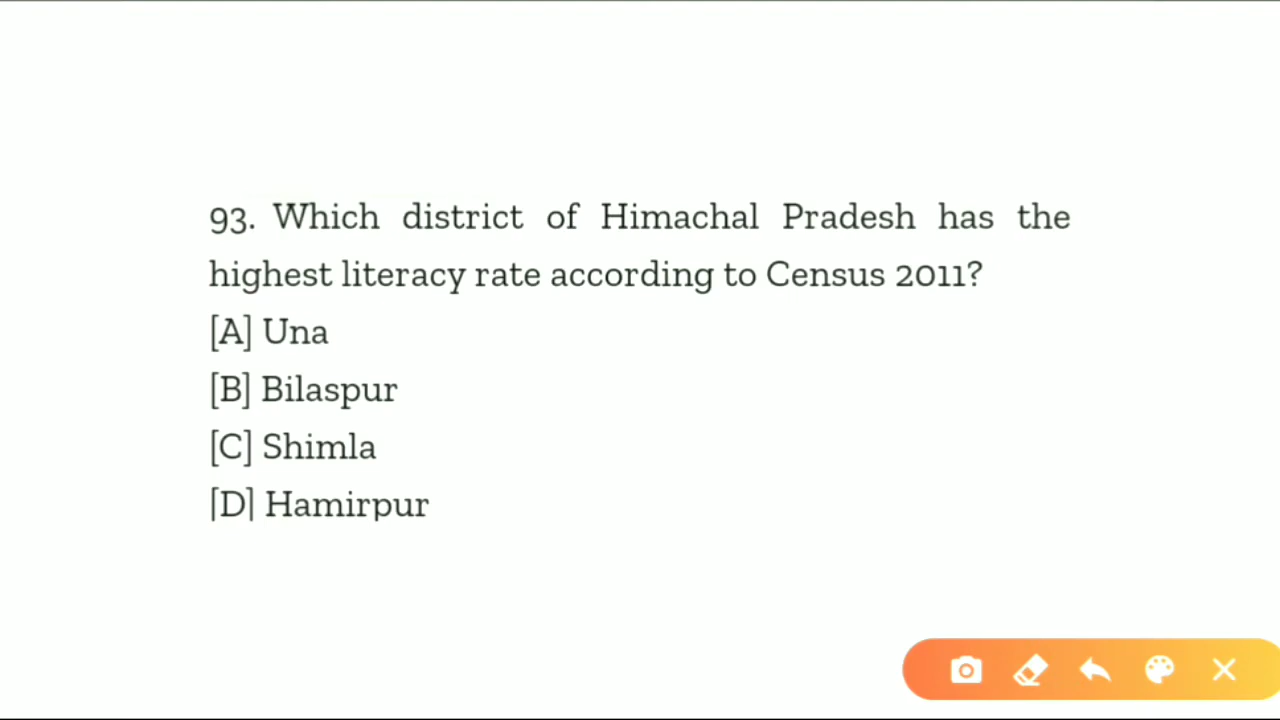 93. Which district of Himachal Pradesh has the
highest literacy rate according to Census 2011?
[A] Una
[B] Bilaspur
[C] Shimla
[D] Hamirpur